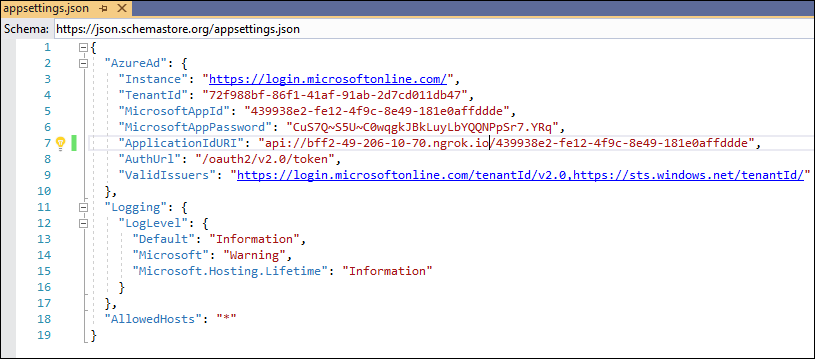 appsettings.json
Schema: https://json.schemastore.org/appsettings.json
1 {
2 "AzureAd": {
3 "Instance": "https://login.microsoftonline.com/",
4 "TenantId": "72f988bf-86f1-41af-91ab-2d7cd011db47",
5 "MicrosoftAppId": "439938e2-fe12-4f9c-8e49-181e0affddde",
6 "MicrosoftAppPassword": "CuS7Q~S5U~C0wqgkJBkLuyLbYQQNPpSr7.YRq",
7 "ApplicationIdURI": "api://bff2-49-206-10-70.ngrok.io/439938e2-fe12-4f9c-8e49-181e0affddde",
8 "AuthUrl": "/oauth2/v2.0/token",
9 "ValidIssuers": "https://login.microsoftonline.com/tenantId/v2.0,https://sts.windows.net/tenantId/"
10 },
11 "Logging": {
12 "LogLevel": {
13 "Default": "Information",
14 "Microsoft": "Warning",
15 "Microsoft.Hosting.Lifetime": "Information"
16 }
17 },
18 "AllowedHosts": "*"
19 }